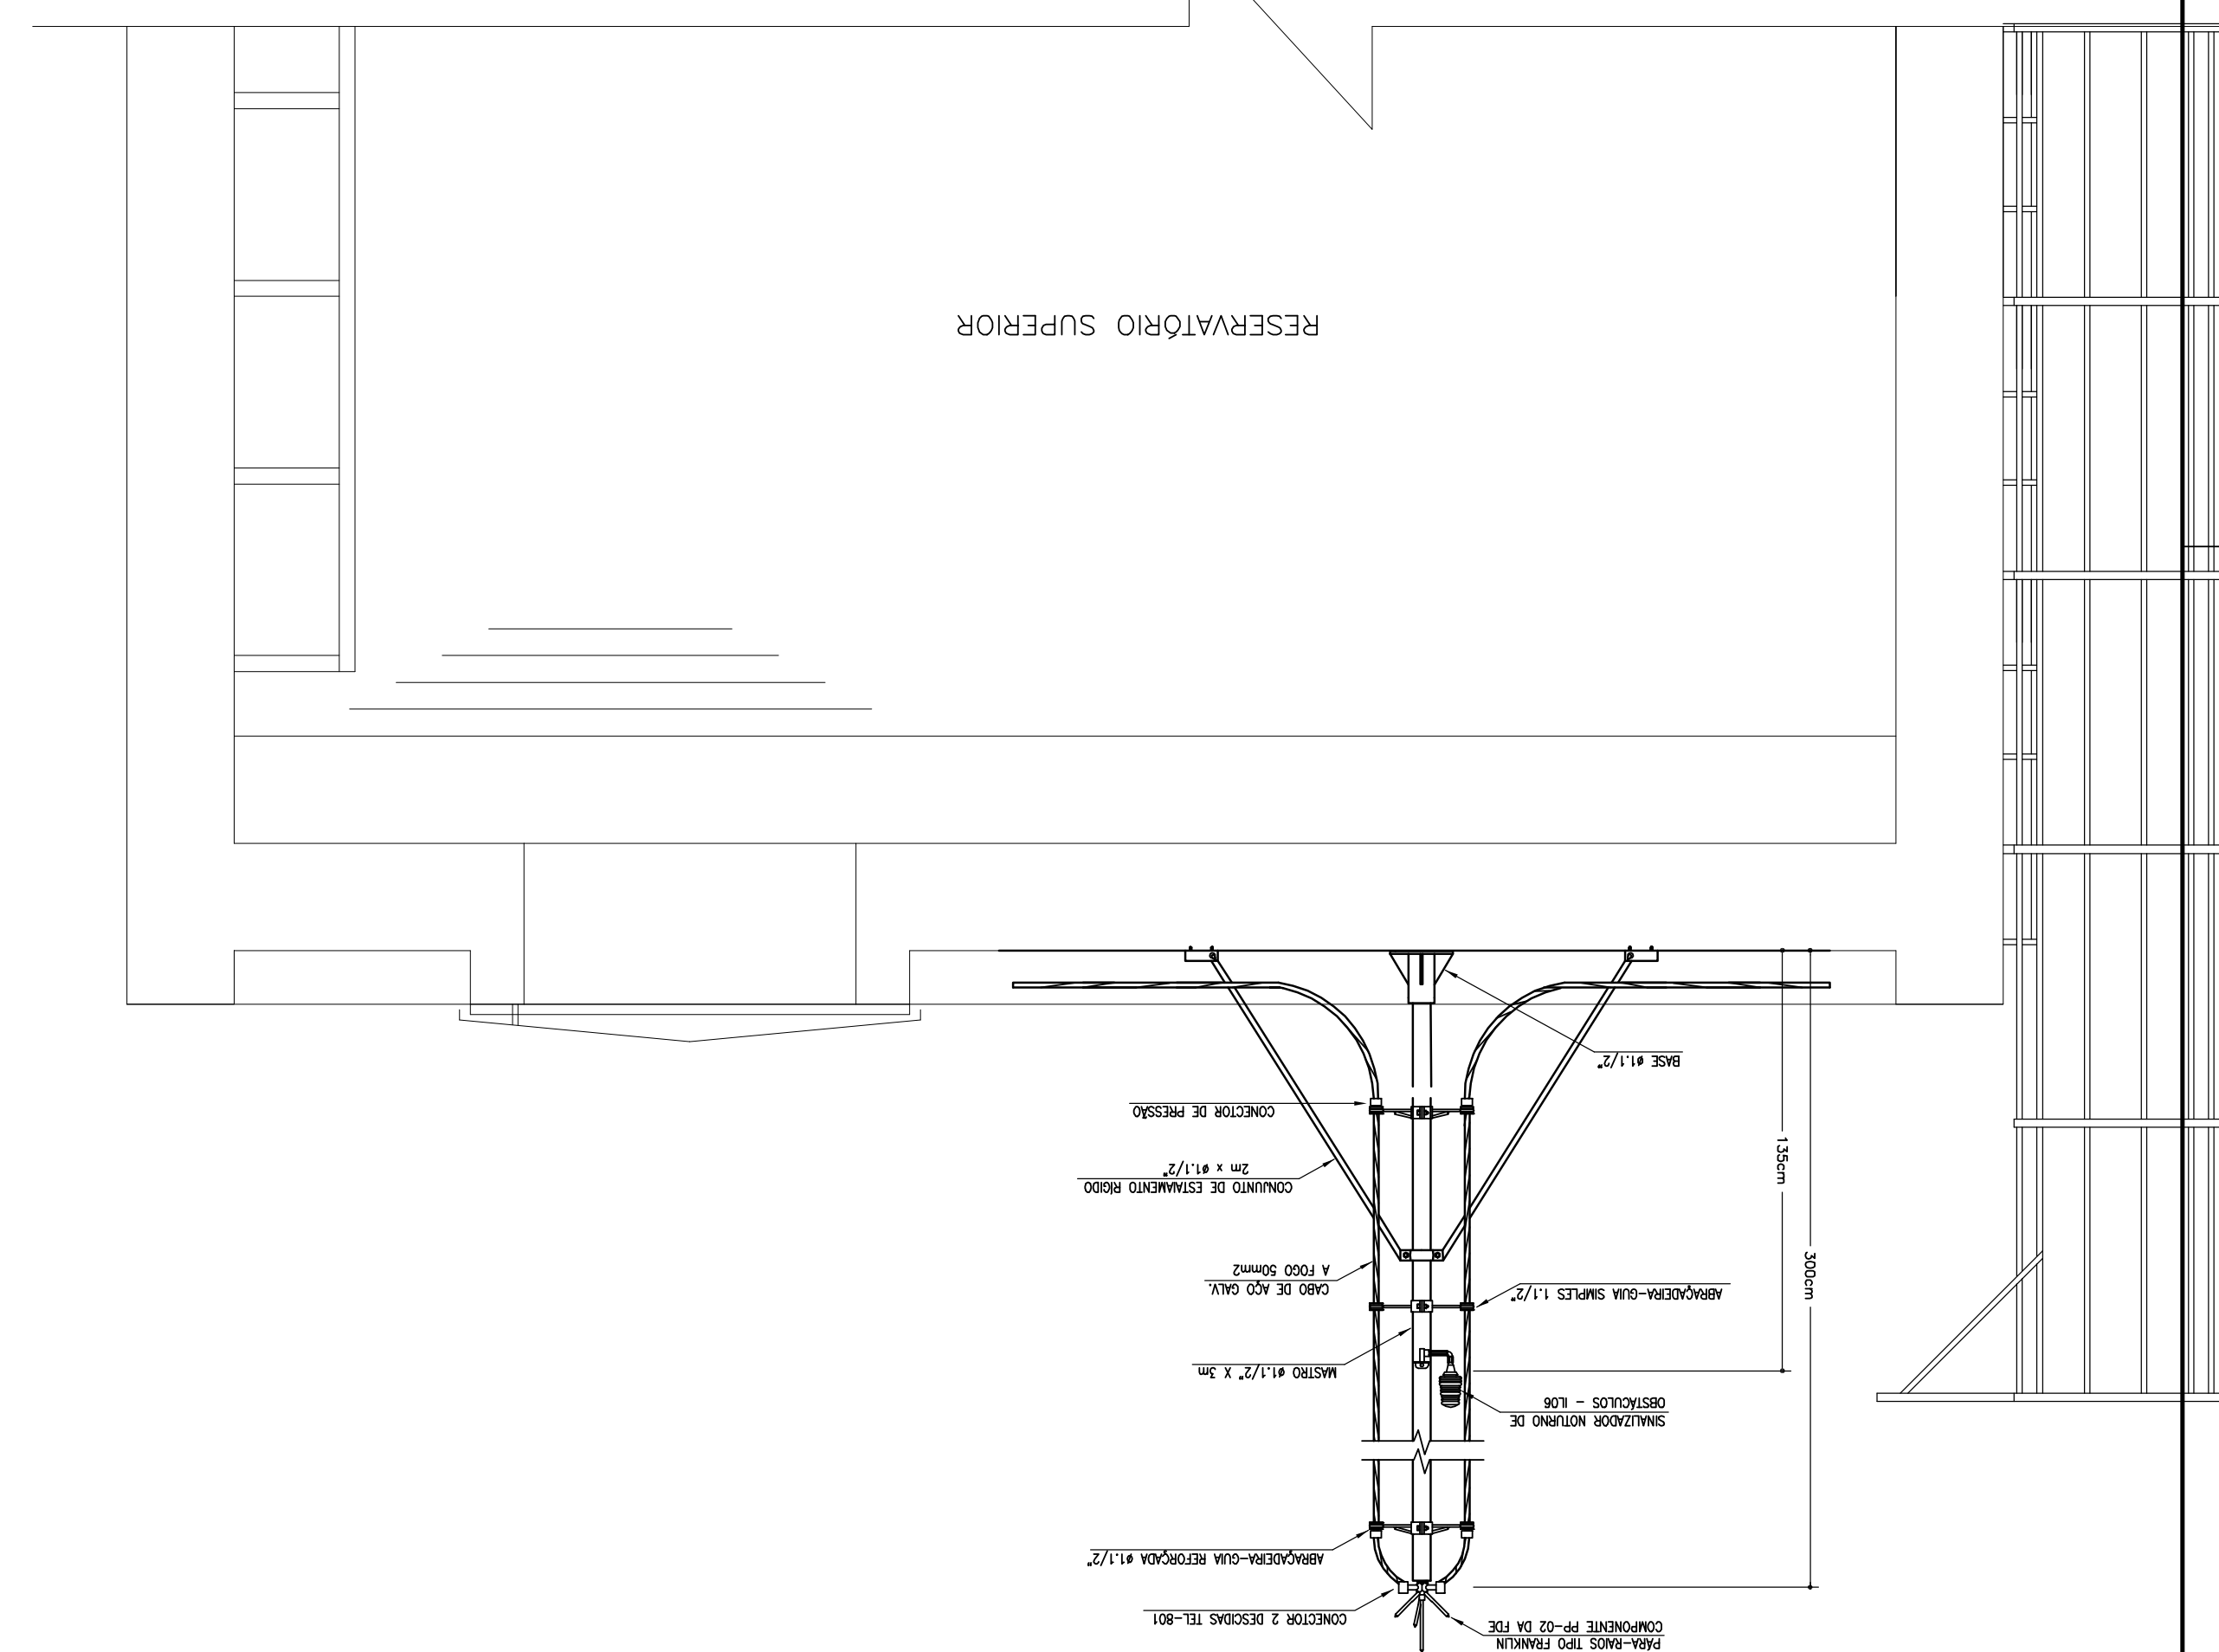 PÁRA-RAIOS TIPO FRANKLIN
COMPONENTE PP-02 DA FDE
CONECTOR 2 DESCIDAS TEL-801
ABRAÇADEIRA-GUIA REFORÇADA ø1.1/2"
SINALIZADOR NOTURNO DE
OBSTÁCULOS - IL06
MASTRO ø1.1/2" X 3m
ABRAÇADEIRA-GUIA SIMPLES 1.1/2"
CABO DE AÇO GALV.
A FOGO 50mm2
300cm
CONJUNTO DE ESTAIAMENTO RÍGIDO
2m x ø1.1/2"
135cm
CONECTOR DE PRESSÃO
BASE ø1.1/2"
RESERVATÓRIO SUPERIOR